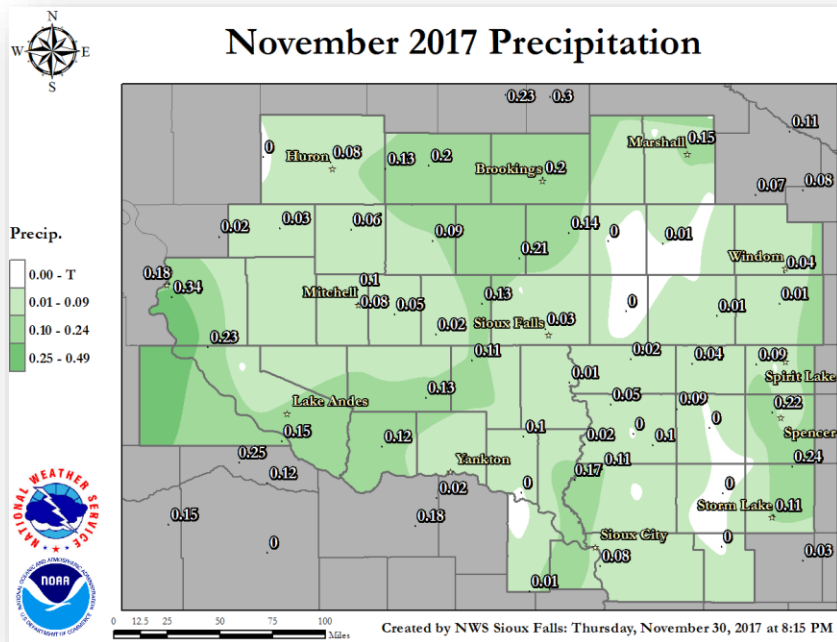 November 2017 Precipitation
N
W E
S
0.23 0.3
0.11
Marshall 0.15
0 Huron 0.08 0.13 0.2 Brookings 0.2
0.07 0.08
0.02 0.03 0.06 0.09 0.14 0 0.01
0.21 Windom 0.04
Precip.
0.00 - T
0.01 - 0.09
0.10 - 0.24
0.25 - 0.49
0.18 0.34 0.1
Mitchell 0.08 0.05 0.13 0 0.01 0.01
0.02 Sioux Falls 0.03
0.23 0.11 0.02 0.04 0.09
Spirit Lake
0.01
Lake Andes 0.13 0.05 0.09 0.22
0.15 0.12 0.1 0.02 0 0.1 0 Spencer
0.25 Yankton 0.11 0.24
0.12 0.02 0 0.17 0
Storm Lake 0.11
0.15 0.18 Sioux City 0
0 0.08 0.03
0.01
NATIONAL WEATHER SERVICE
NATIONAL OCEANIC AND ATMOSPHERIC ADMINISTRATION
NOAA
U.S. DEPARTMENT OF COMMERCE
0 12.5 25 50 75 100
Miles
Created by NWS Sioux Falls: Thursday, November 30, 2017 at 8:15 PM